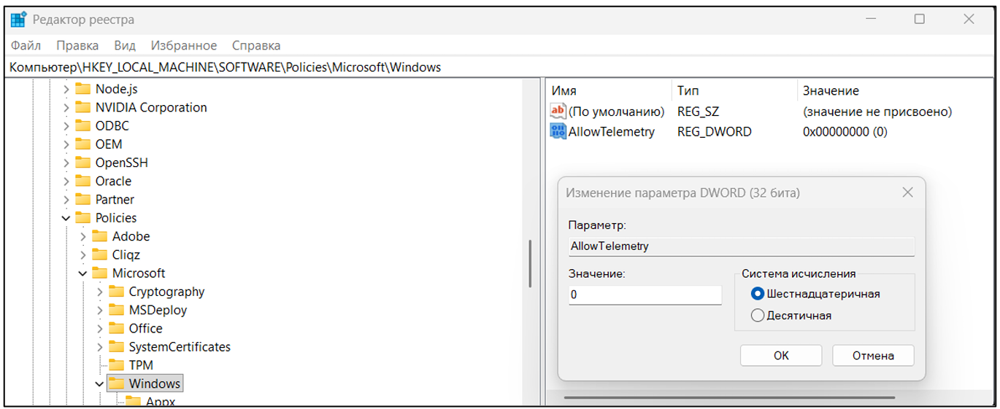 Редактор реестра
Файл Правка Вид Избранное Справка
Компьютер\HKEY_LOCAL_MACHINE\SOFTWARE\Policies\Microsoft\Windows
Node.js
NVIDIA Corporation
ODBC
OEM
OpenSSH
Oracle
Partner
Policies
Adobe
Cliqz
Microsoft
Cryptography
MSDeploy
Office
SystemCertificates
TPM
Windows
Appx
Имя Тип Значение
ab (По умолчанию) REG_SZ (значение не присвоено)
AllowTelemetry REG_DWORD 0x00000000 (0)
Изменение параметра DWORD (32 бита)
Параметр:
AllowTelemetry
Значение:
0
Система исчисления
Шестнадцатеричная
Десятичная
ОК Отмена